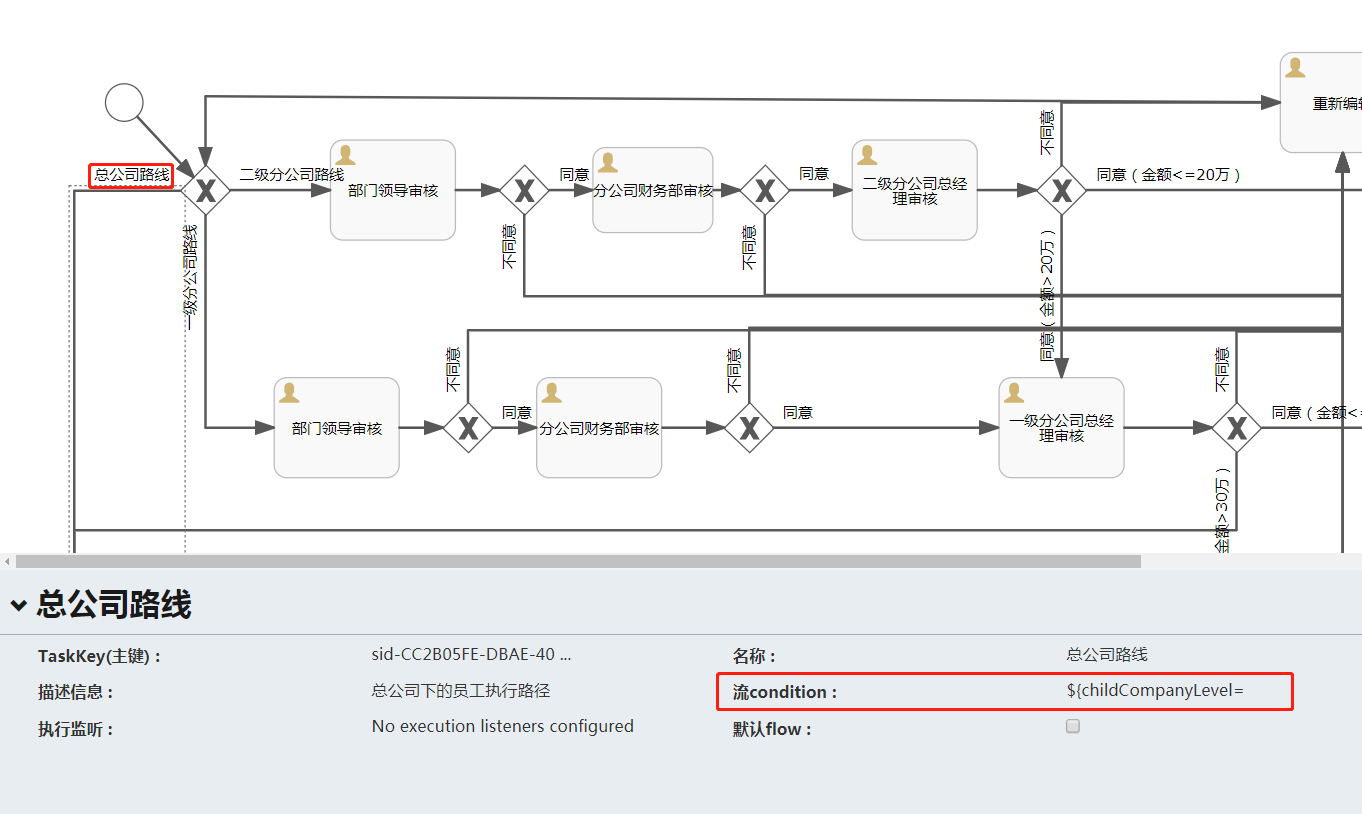 重新编辑
总公司路线
二级分公司路线
部门领导审核
同意
分公司财务部审核
同意
二级分公司总经
理审核
不同意
同意（金额<=20万）
不同意
不同意
一级分公司路线
同意（金额>20万）
不同意
不同意
不同意
部门领导审核
同意
分公司财务部审核
同意
一级分公司总经
理审核
同意（金额<=
金额>30万）
总公司路线
TaskKey(主键)：
sid-CC2B05FE-DBAE-40 ...
名称：
总公司路线
描述信息：
总公司下的员工执行路径
流condition：
${childCompanyLevel=
执行监听：
No execution listeners configured
默认flow：